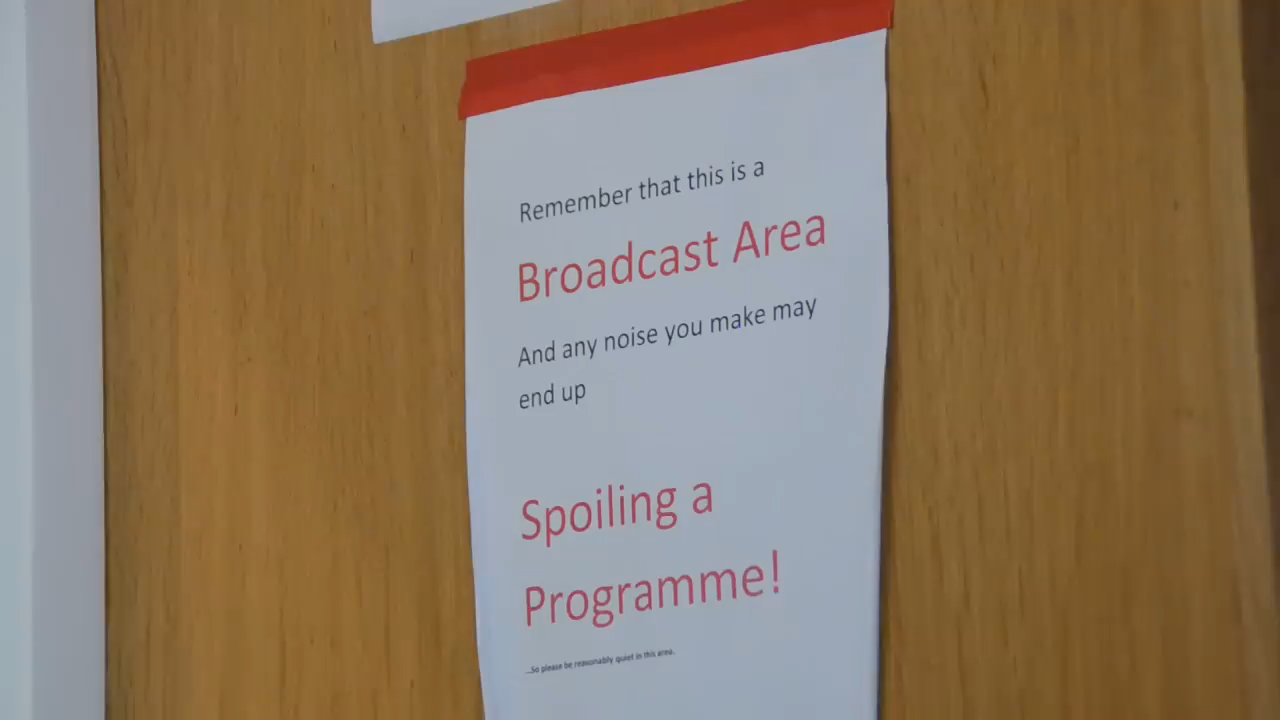 Remember that this is a
Broadcast Area
And any noise you make may
end up
Spoiling a
Programme!
...So please be reasonably quiet in this area.